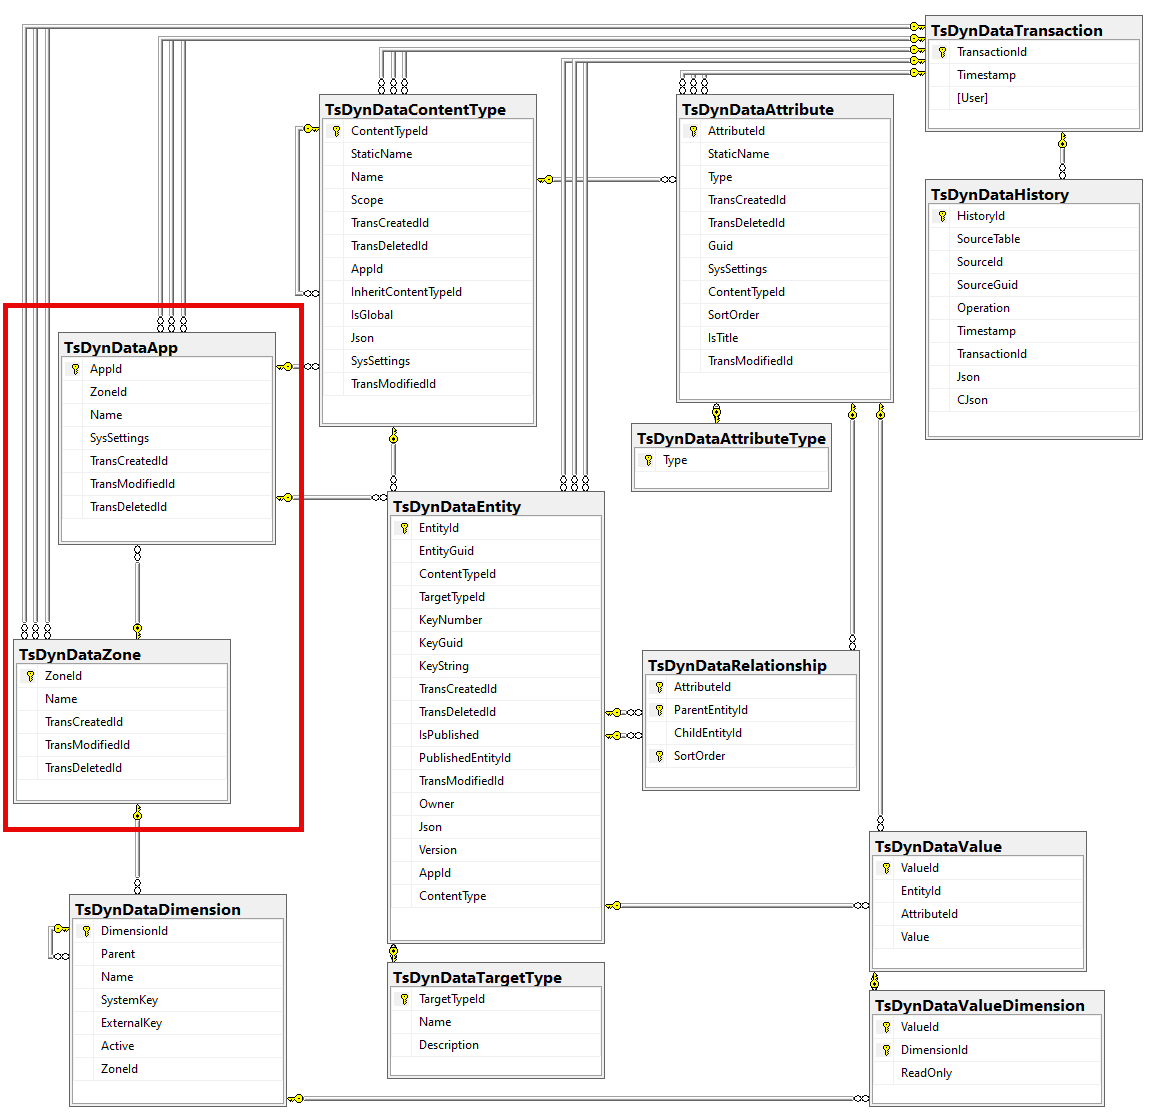 TsDynDataTransaction
TransactionId
Timestamp
[User]
TsDynDataContentType
ContentTypeId
StaticName
Name
Scope
TransCreatedId
TransDeletedId
AppId
InheritContentTypeId
IsGlobal
Json
SysSettings
TransModifiedId
TsDynDataAttribute
AttributeId
StaticName
Type
TransCreatedId
TransDeletedId
Guid
SysSettings
ContentTypeId
SortOrder
IsTitle
TransModifiedId
TsDynDataHistory
HistoryId
SourceTable
SourceId
SourceGuid
Operation
Timestamp
TransactionId
Json
CJson
TsDynDataApp
AppId
ZoneId
Name
SysSettings
TransCreatedId
TransModifiedId
TransDeletedId
TsDynDataAttributeType
Type
TsDynDataEntity
EntityId
EntityGuid
ContentTypeId
TargetTypeId
KeyNumber
KeyGuid
KeyString
TransCreatedId
TransDeletedId
IsPublished
PublishedEntityId
TransModifiedId
Owner
Json
Version
AppId
ContentType
TsDynDataZone
ZoneId
Name
TransCreatedId
TransModifiedId
TransDeletedId
TsDynDataRelationship
AttributeId
ParentEntityId
ChildEntityId
SortOrder
TsDynDataValue
ValueId
EntityId
AttributeId
Value
TsDynDataDimension
DimensionId
Parent
Name
SystemKey
ExternalKey
Active
ZoneId
TsDynDataTargetType
TargetTypeId
Name
Description
TsDynDataValueDimension
ValueId
DimensionId
ReadOnly